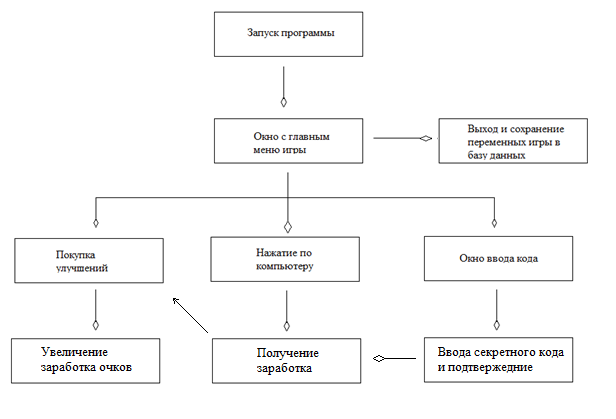 Запуск программы
Окно с главным
меню игры
Выход и сохранение
переменных игры в
базу данных
Покупка
улучшений
Нажатие по
компьютеру
Окно ввода кода
Увеличение
заработка очков
Получение
заработка
Ввода секретного кода
и подтвержедние